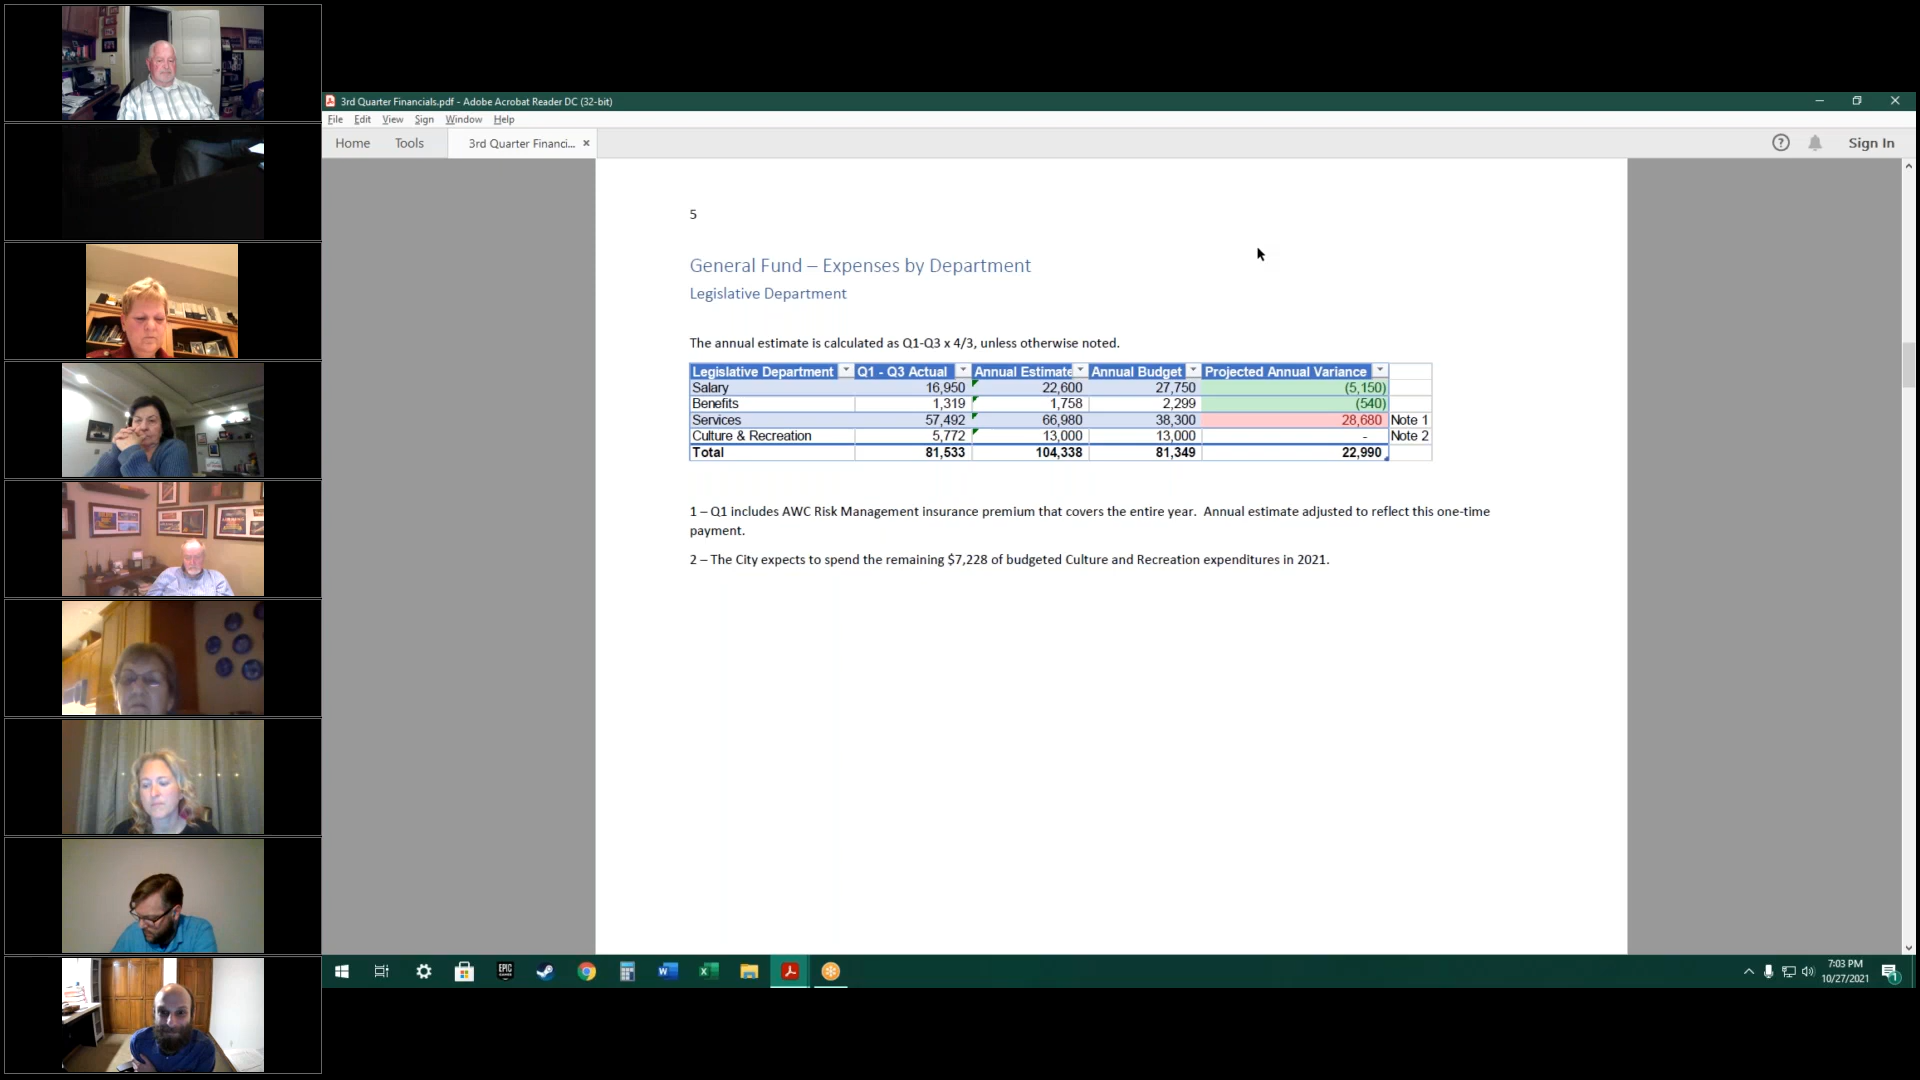 3rd Quarter Financials.pdf - Adobe Acrobat Reader DC (32-bit)
File Edit View Sign Window Help
Home Tools 3rd Quarter Financi... × Sign In
5
General Fund – Expenses by Department
Legislative Department
The annual estimate is calculated as Q1-Q3 x 4/3, unless otherwise noted.
Legislative Department Q1 - Q3 Actual Annual Estimate Annual Budget Projected Annual Variance
Salary 16,950 22,600 27,750 (5,150)
Benefits 1,319 1,758 2,299 (540)
Services 57,492 66,980 38,300 28,680 Note 1
Culture & Recreation 5,772 13,000 13,000 - Note 2
Total 81,533 104,338 81,349 22,990
1 – Q1 includes AWC Risk Management insurance premium that covers the entire year. Annual estimate adjusted to reflect this one-time
payment.
2 – The City expects to spend the remaining $7,228 of budgeted Culture and Recreation expenditures in 2021.
EPIC
7:03 PM
10/27/2021
1